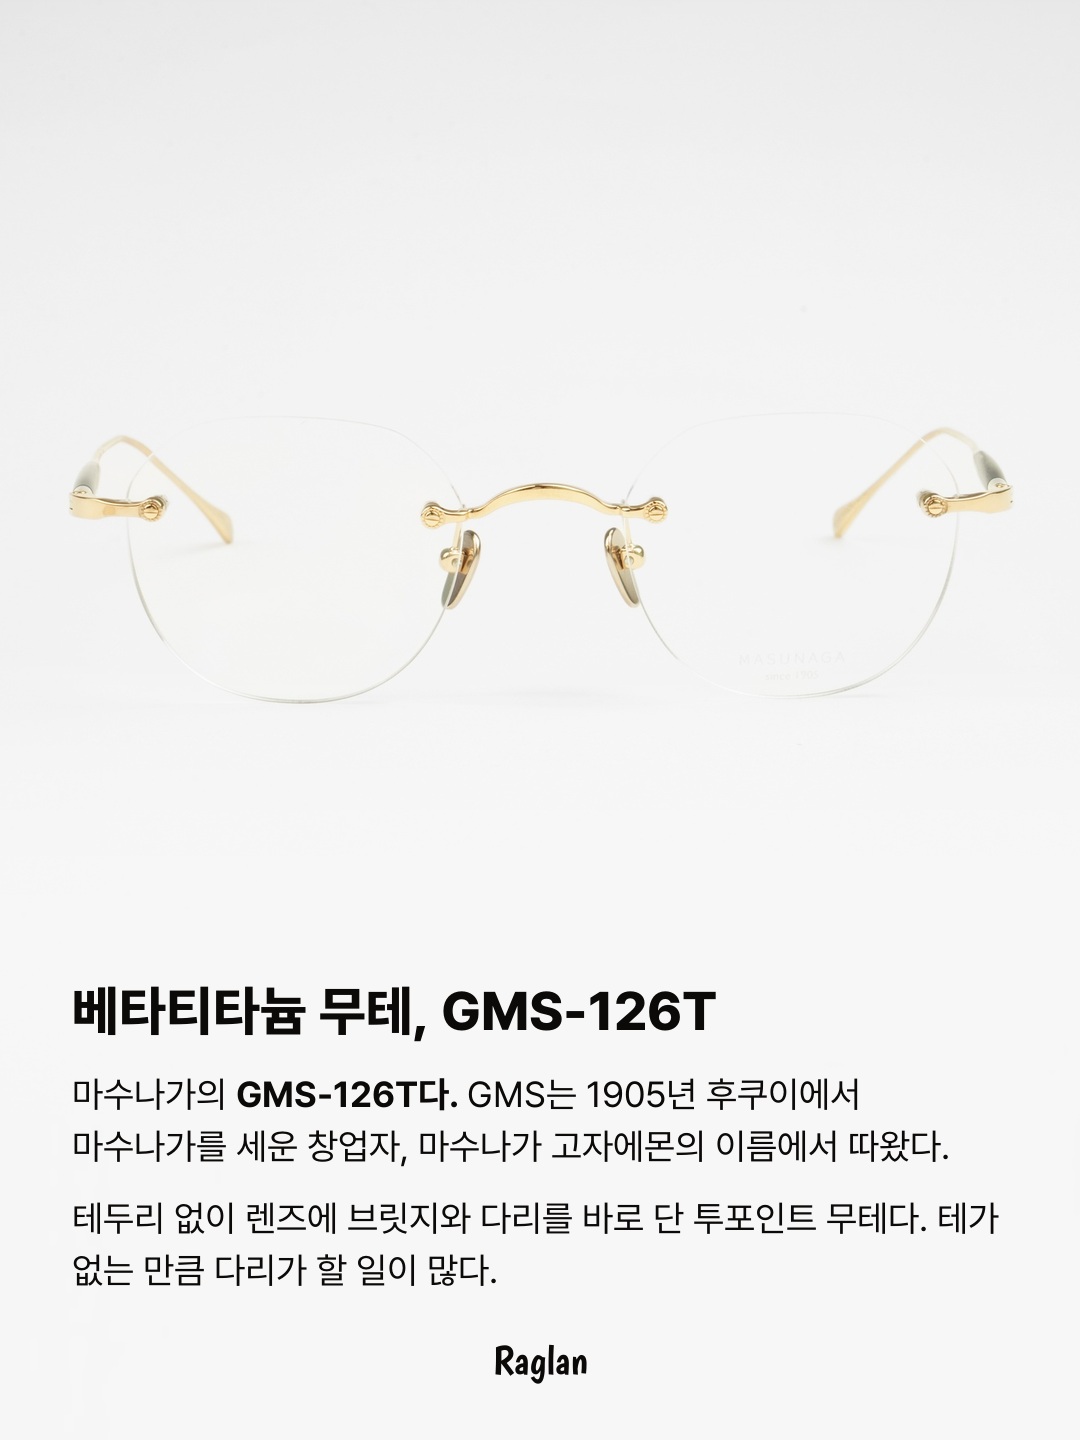 MASUNAGA
since 1905
베타티타늄 무테, GMS-126T
마수나가의 GMS-126T다. GMS는 1905년 후쿠이에서
마수나가를 세운 창업자, 마수나가 고자에몬의 이름에서 따왔다.
테두리 없이 렌즈에 브릿지와 다리를 바로 단 투포인트 무테다. 테가
없는 만큼 다리가 할 일이 많다.
Raglan